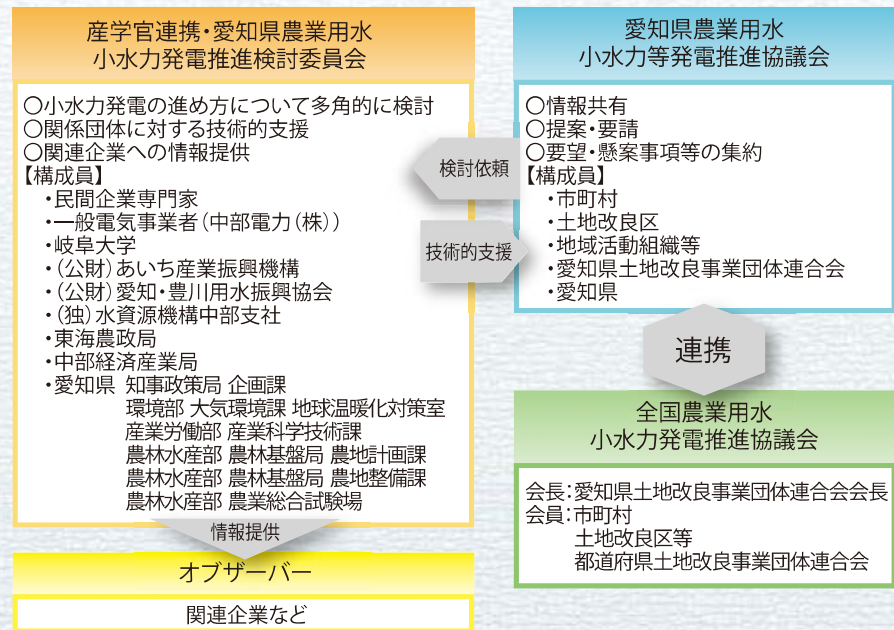 産学官連携・愛知県農業用水
小水力発電推進検討委員会
○小水力発電の進め方について多角的に検討
○関係団体に対する技術的支援
○関連企業への情報提供
【構成員】
・民間企業専門家
・一般電気事業者(中部電力(株))
・岐阜大学
・(公財)あいち産業振興機構
・(公財)愛知・豊川用水振興協会
・(独)水資源機構中部支社
・東海農政局
・中部経済産業局
・愛知県 知事政策局 企画課
環境部 大気環境課 地球温暖化対策室
産業労働部 産業科学技術課
農林水産部 農林基盤局 農地計画課
農林水産部 農林基盤局 農地整備課
農林水産部 農業総合試験場
情報提供
オブザーバー
関連企業など
検討依頼
技術的支援
愛知県農業用水
小水力等発電推進協議会
○情報共有
○提案・要請
○要望・懸案事項等の集約
【構成員】
・市町村
・土地改良区
・地域活動組織等
・愛知県土地改良事業団体連合会
・愛知県
連携
全国農業用水
小水力発電推進協議会
会長:愛知県土地改良事業団体連合会会長
会員:市町村
土地改良区等
都道府県土地改良事業団体連合会